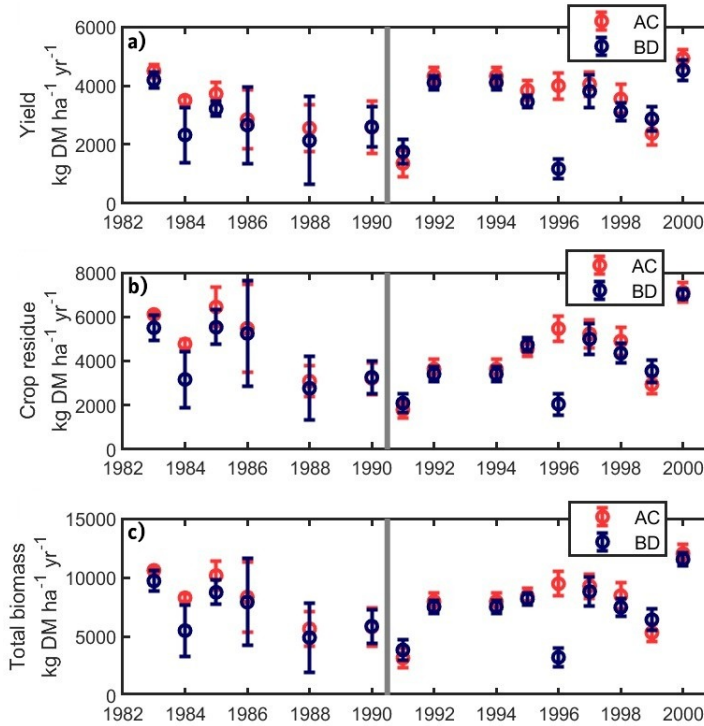 a)
AC
BD
6000
4000
2000
0
Yield
kg DM ha⁻¹ yr⁻¹
1982 1984 1986 1988 1990 1992 1994 1996 1998 2000
b)
AC
BD
8000
6000
4000
2000
0
Crop residue
kg DM ha⁻¹ yr⁻¹
1982 1984 1986 1988 1990 1992 1994 1996 1998 2000
c)
AC
BD
15000
10000
5000
0
Total biomass
kg DM ha⁻¹ yr⁻¹
1982 1984 1986 1988 1990 1992 1994 1996 1998 2000